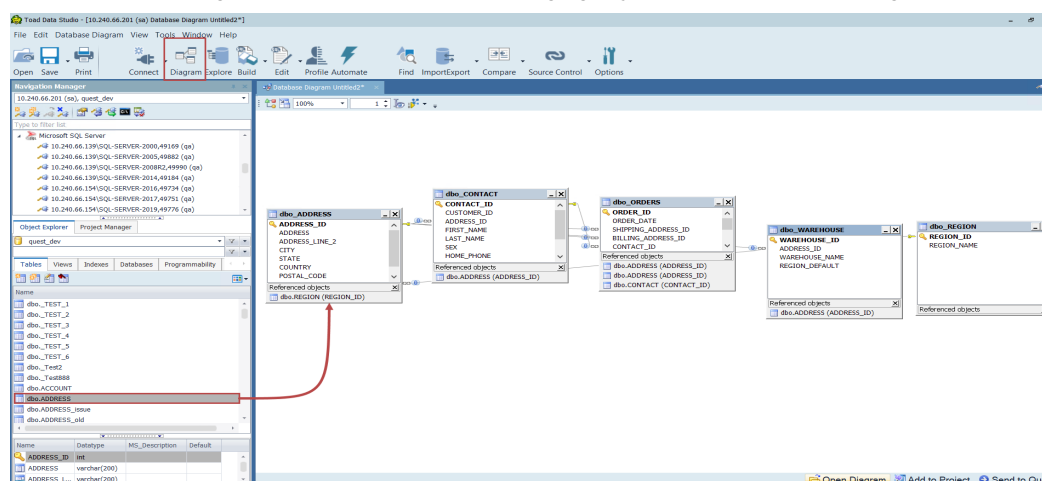 Toad Data Studio - [10.240.66.201 (sa) Database Diagram Untitled2*]
File Edit Database Diagram View Tools Window Help
Open Save Print Connect Diagram Explore Build Edit Profile Automate Find ImportExport Compare Source Control Options
Navigation Manager
10.240.66.201 (sa), quest_dev
Type to filter list
Microsoft SQL Server
10.240.66.139\SQL-SERVER-2000,49169 (qa)
10.240.66.139\SQL-SERVER-2005,49882 (qa)
10.240.66.139\SQL-SERVER-2008R2,49990 (qa)
10.240.66.139\SQL-SERVER-2014,49184 (qa)
10.240.66.154\SQL-SERVER-2016,49734 (qa)
10.240.66.154\SQL-SERVER-2017,49751 (qa)
10.240.66.154\SQL-SERVER-2019,49776 (qa)
Object Explorer Project Manager
quest_dev
Tables Views Indexes Databases Programmability
Name
dbo._TEST_1
dbo._TEST_2
dbo._TEST_3
dbo._TEST_4
dbo._TEST_5
dbo._TEST_6
dbo._Test2
dbo._Test888
dbo.ACCOUNT
dbo.ADDRESS
dbo.ADDRESS_issue
dbo.ADDRESS_old
Name Datatype MS_Description Default
ADDRESS_ID int
ADDRESS varchar(200)
ADDRESS_L... varchar(200)
Database Diagram Untitled2*
100% 1
dbo_ADDRESS
ADDRESS_ID
ADDRESS
ADDRESS_LINE_2
CITY
STATE
COUNTRY
POSTAL_CODE
Referenced objects
dbo.REGION (REGION_ID)
dbo_CONTACT
CONTACT_ID
CUSTOMER_ID
ADDRESS_ID
FIRST_NAME
LAST_NAME
SEX
HOME_PHONE
Referenced objects
dbo.ADDRESS (ADDRESS_ID)
dbo_ORDERS
ORDER_ID
ORDER_DATE
SHIPPING_ADDRESS_ID
BILLING_ADDRESS_ID
CONTACT_ID
Referenced objects
dbo.ADDRESS (ADDRESS_ID)
dbo.ADDRESS (ADDRESS_ID)
dbo.CONTACT (CONTACT_ID)
dbo_WAREHOUSE
WAREHOUSE_ID
ADDRESS_ID
WAREHOUSE_NAME
REGION_DEFAULT
Referenced objects
dbo.ADDRESS (ADDRESS_ID)
dbo_REGION
REGION_ID
REGION_NAME
Referenced objects
Open Diagram Add to Project Send to Qu